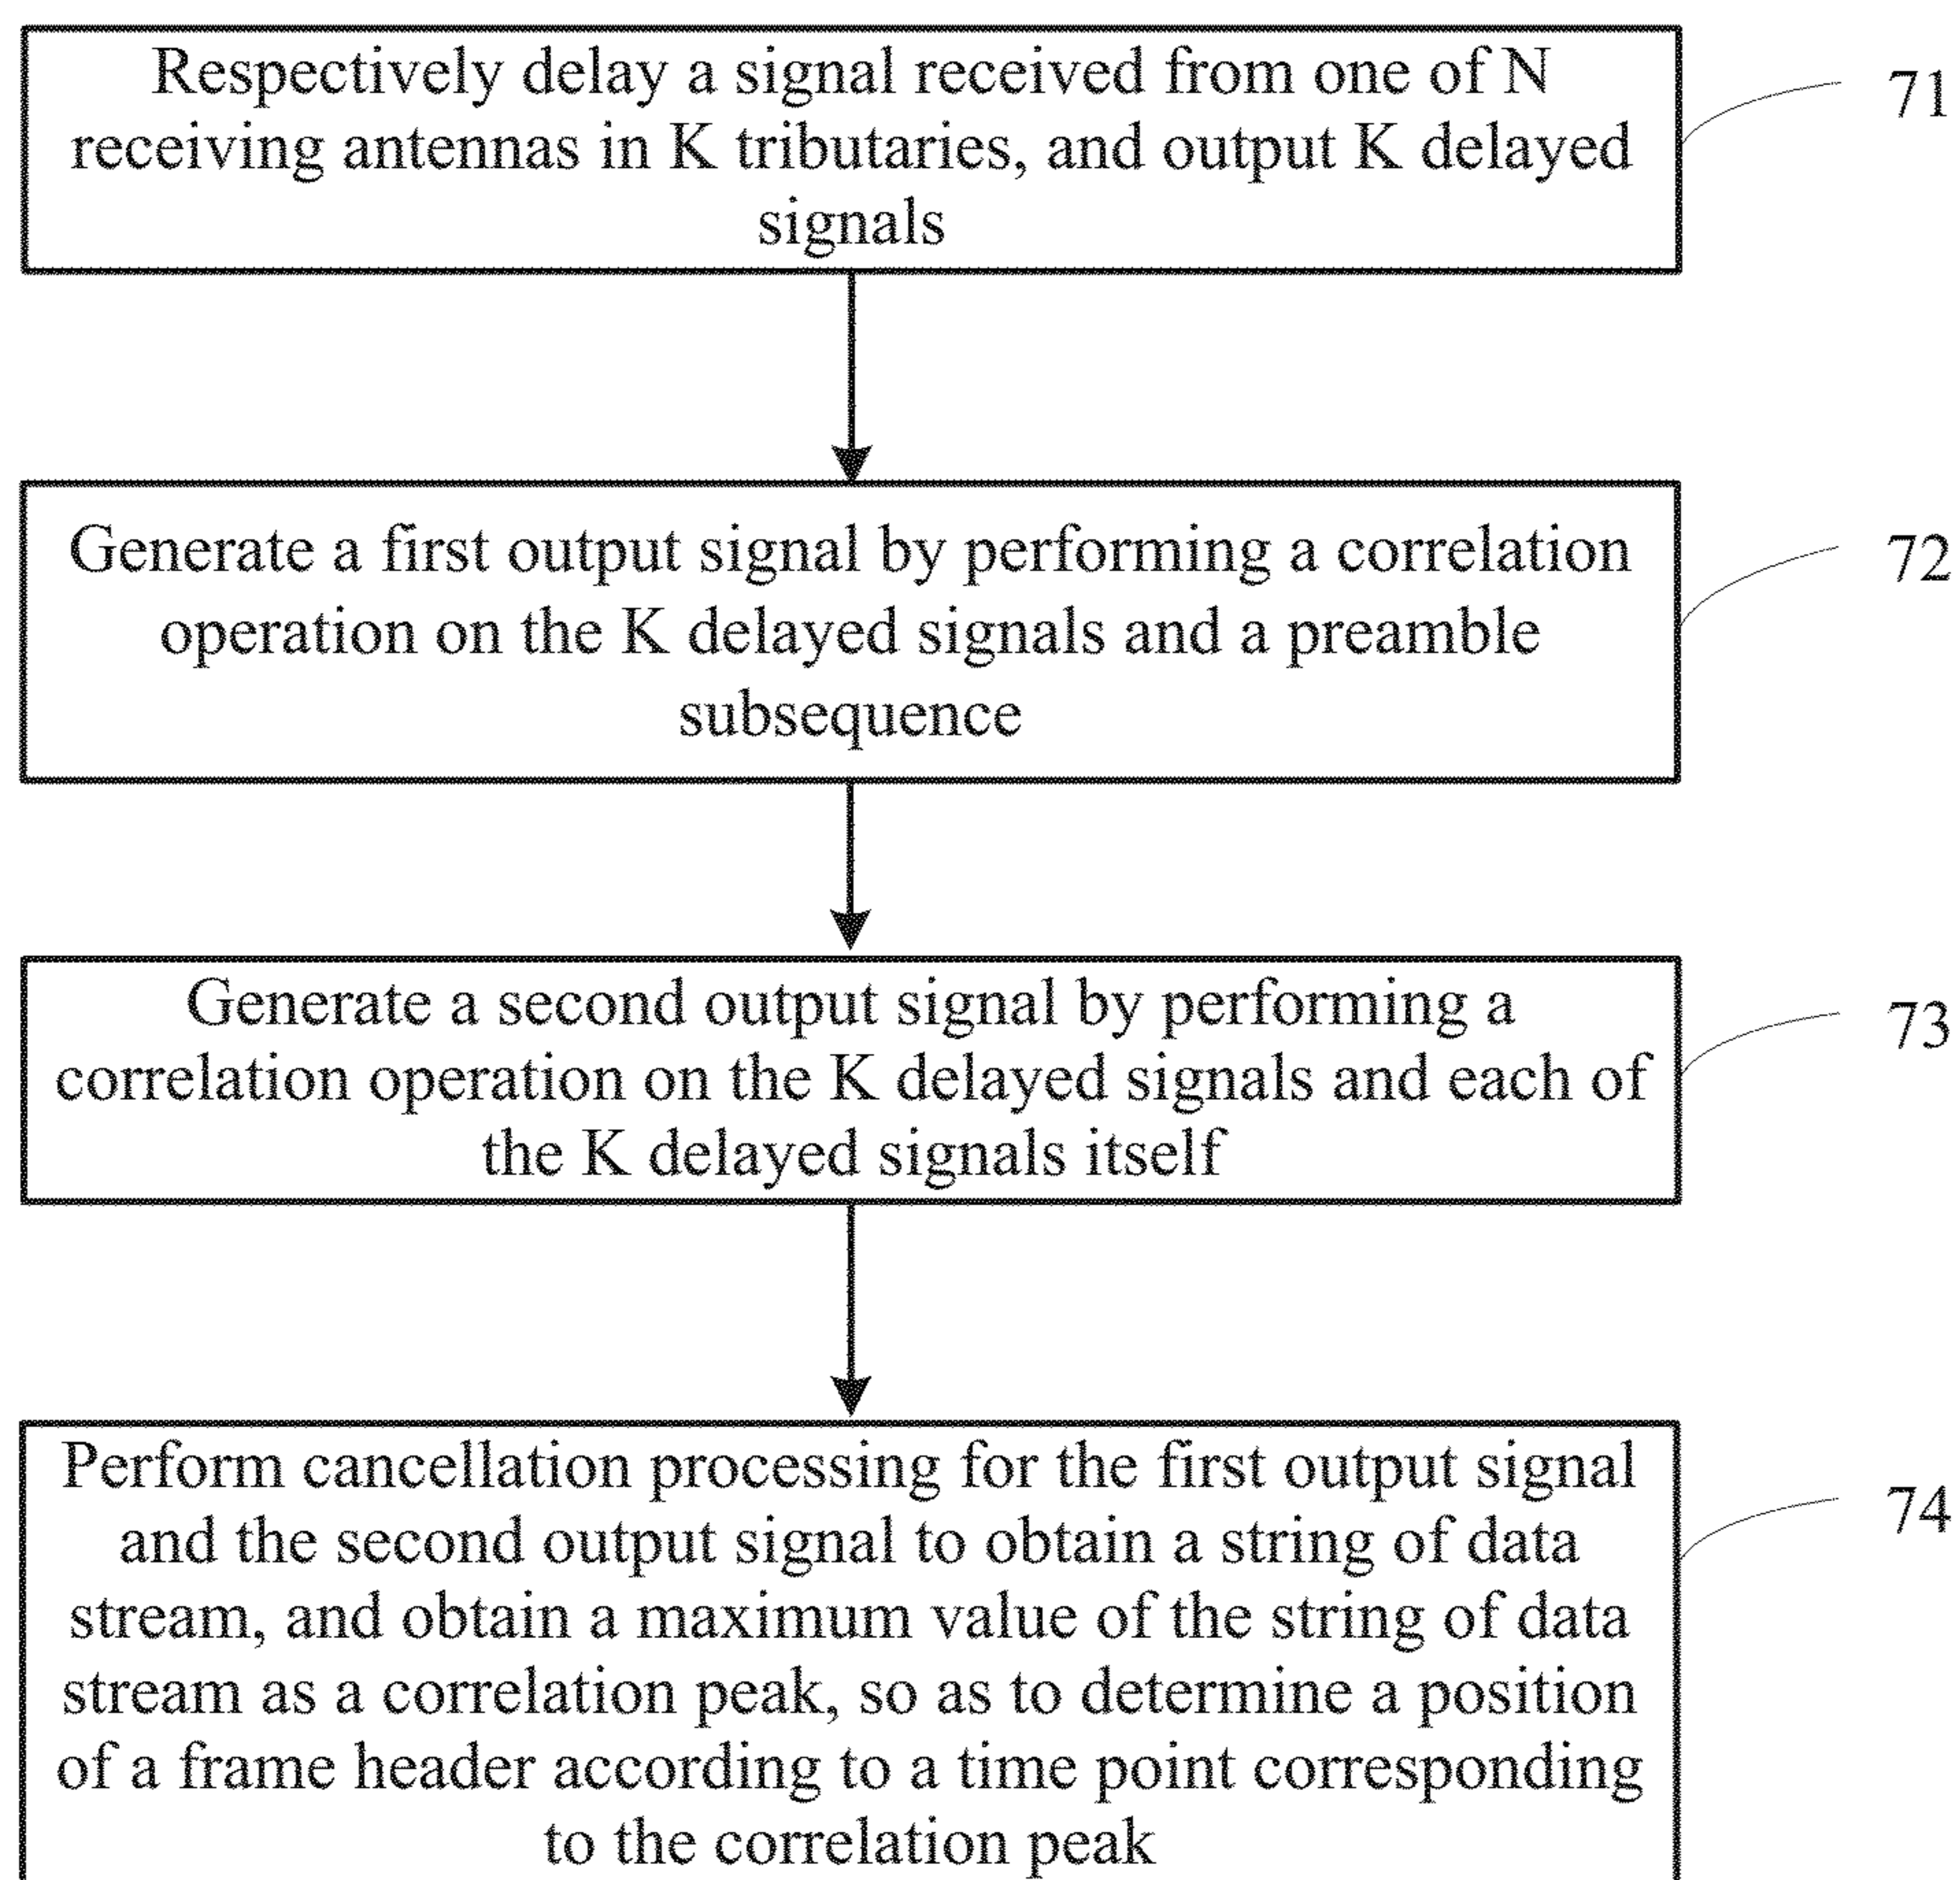 Respectively delay a signal received from one of N
receiving antennas in K tributaries, and output K delayed
signals
71
Generate a first output signal by performing a correlation
operation on the K delayed signals and a preamble
subsequence
72
Generate a second output signal by performing a
correlation operation on the K delayed signals and each of
the K delayed signals itself
73
Perform cancellation processing for the first output signal
and the second output signal to obtain a string of data
stream, and obtain a maximum value of the string of data
stream as a correlation peak, so as to determine a position
of a frame header according to a time point corresponding
to the correlation peak
74